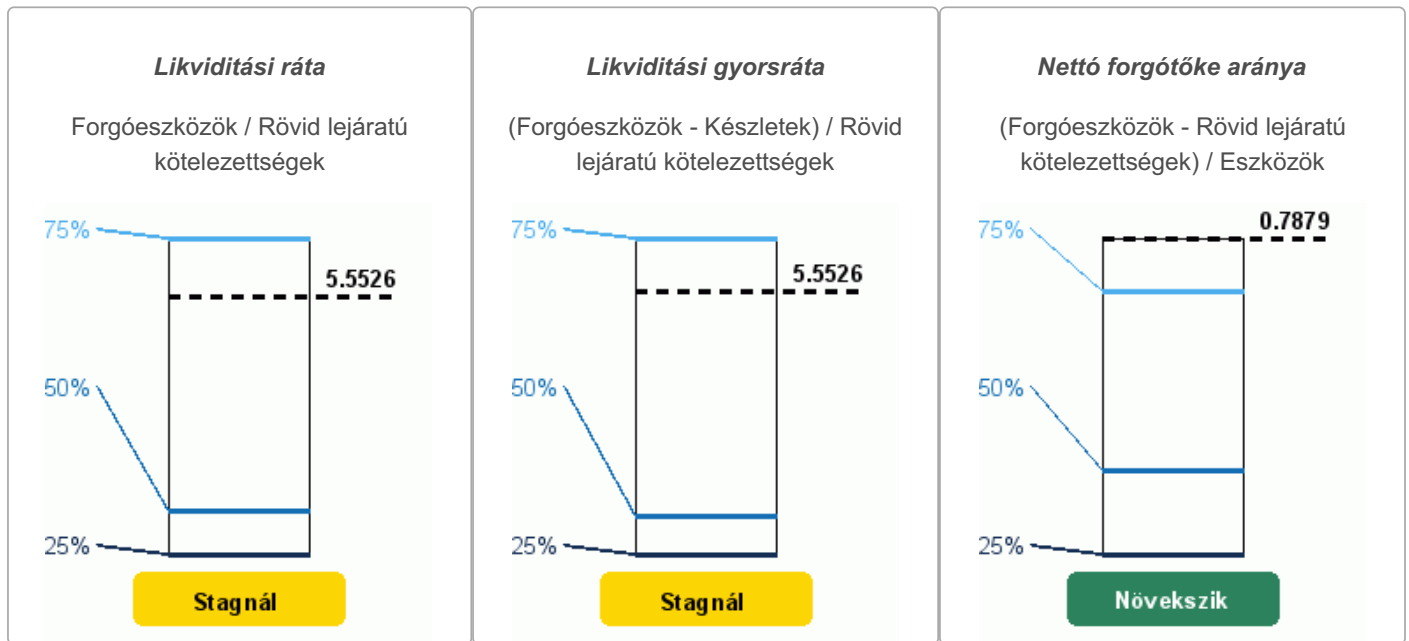 Likviditási ráta
Forgóeszközök / Rövid lejáratú
kötelezettségek
75%
5.5526
50%
25%
Stagnál
Likviditási gyorsráta
(Forgóeszközök - Készletek) / Rövid
lejáratú kötelezettségek
75%
5.5526
50%
25%
Stagnál
Nettó forgótőke aránya
(Forgóeszközök - Rövid lejáratú
kötelezettségek) / Eszközök
0.7879
75%
50%
25%
Növekszik